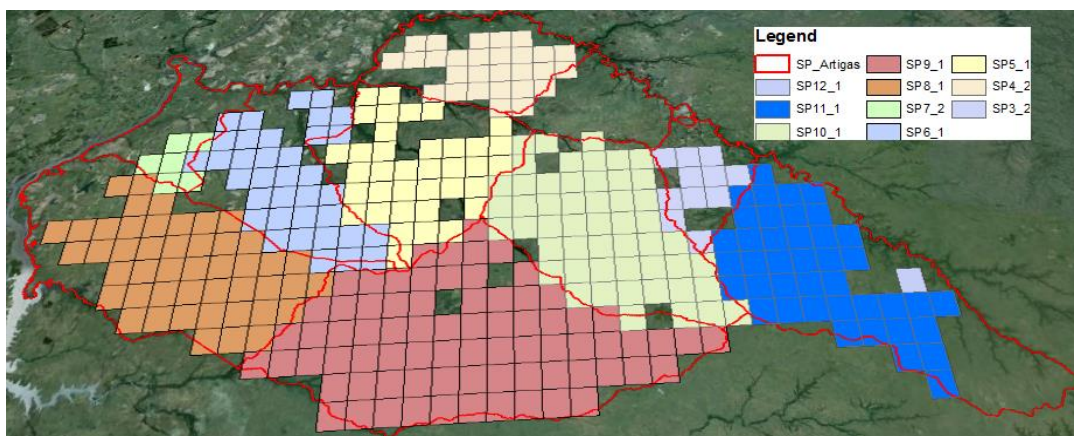 Legend
SP_Artigas SP9_1 SP5_1
SP12_1 SP8_1 SP4_2
SP11_1 SP7_2 SP3_2
SP10_1 SP6_1